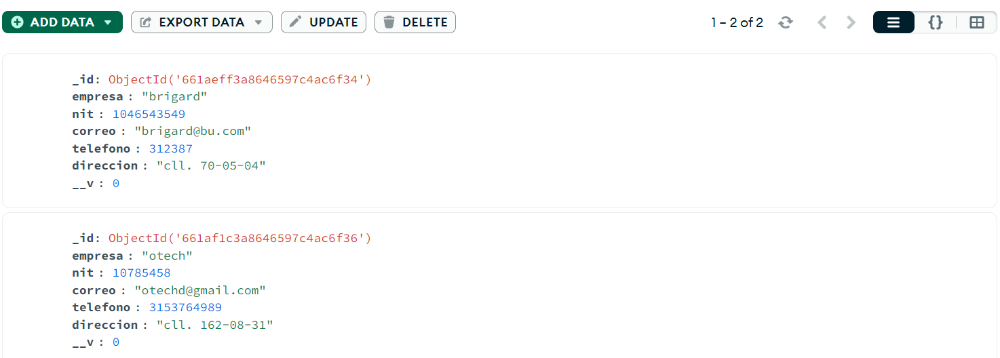 ADD DATA EXPORT DATA UPDATE DELETE 1 – 2 of 2 {}
_id: ObjectId('661aeff3a8646597c4ac6f34')
empresa : "brigard"
nit : 1046543549
correo : "brigard@bu.com"
telefono : 312387
direccion : "cll. 70-05-04"
__v : 0
_id: ObjectId('661af1c3a8646597c4ac6f36')
empresa : "otech"
nit : 10785458
correo : "otechd@gmail.com"
telefono : 3153764989
direccion : "cll. 162-08-31"
__v : 0